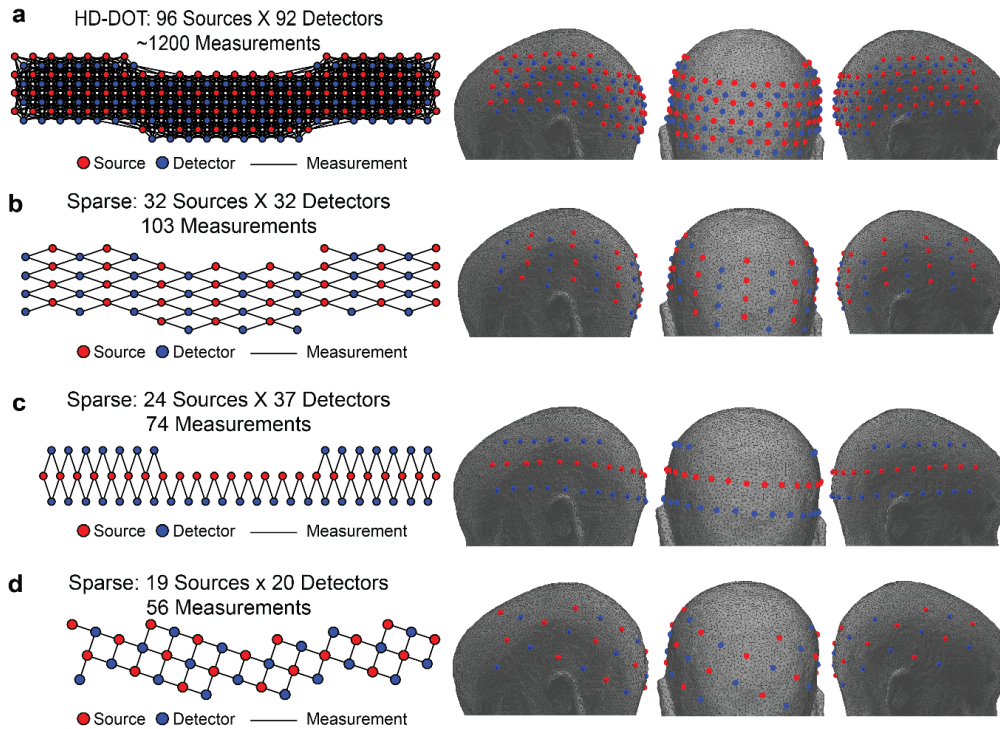 a
HD-DOT: 96 Sources X 92 Detectors
~1200 Measurements
Source Detector Measurement
b
Sparse: 32 Sources X 32 Detectors
103 Measurements
Source Detector Measurement
c
Sparse: 24 Sources X 37 Detectors
74 Measurements
Source Detector Measurement
d
Sparse: 19 Sources x 20 Detectors
56 Measurements
Source Detector Measurement